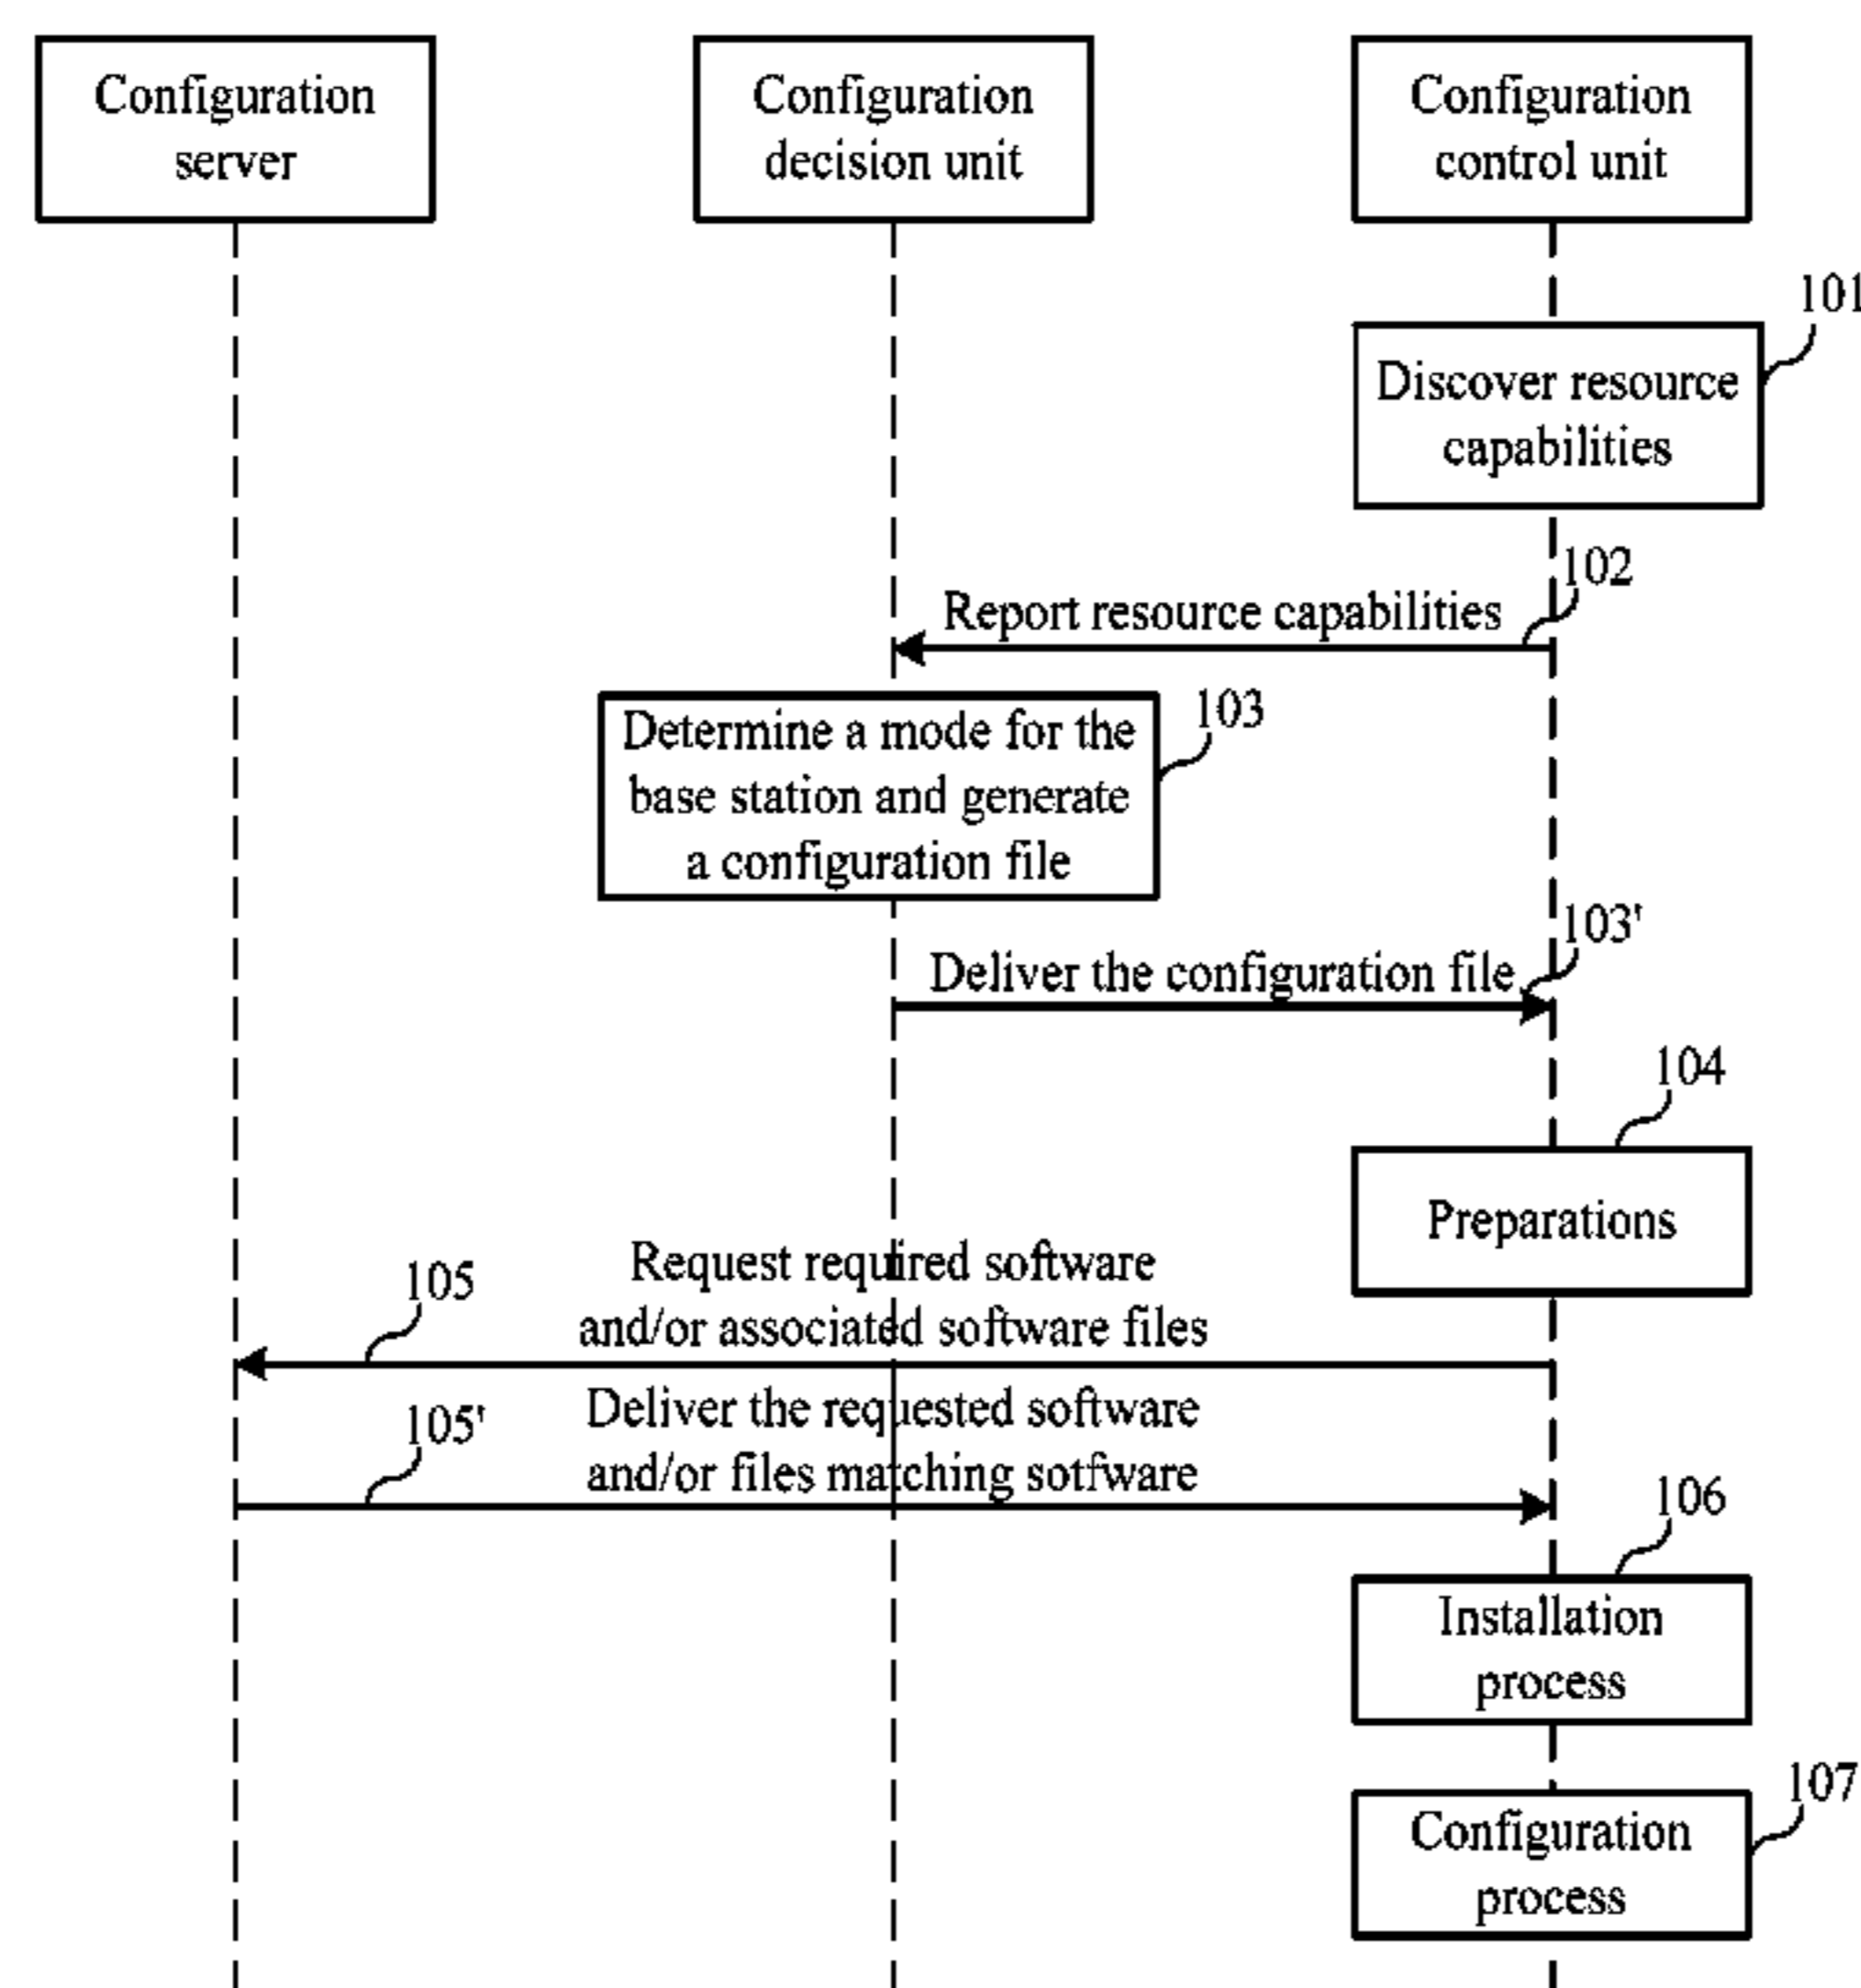 Configuration
server
Configuration
decision unit
Configuration
control unit
101
Discover resource
capabilities
102
Report resource capabilities
103
Determine a mode for the
base station and generate
a configuration file
103'
Deliver the configuration file
104
Preparations
105
Request required software
and/or associated software files
105'
Deliver the requested software
and/or files matching sotfware
106
Installation
process
107
Configuration
process